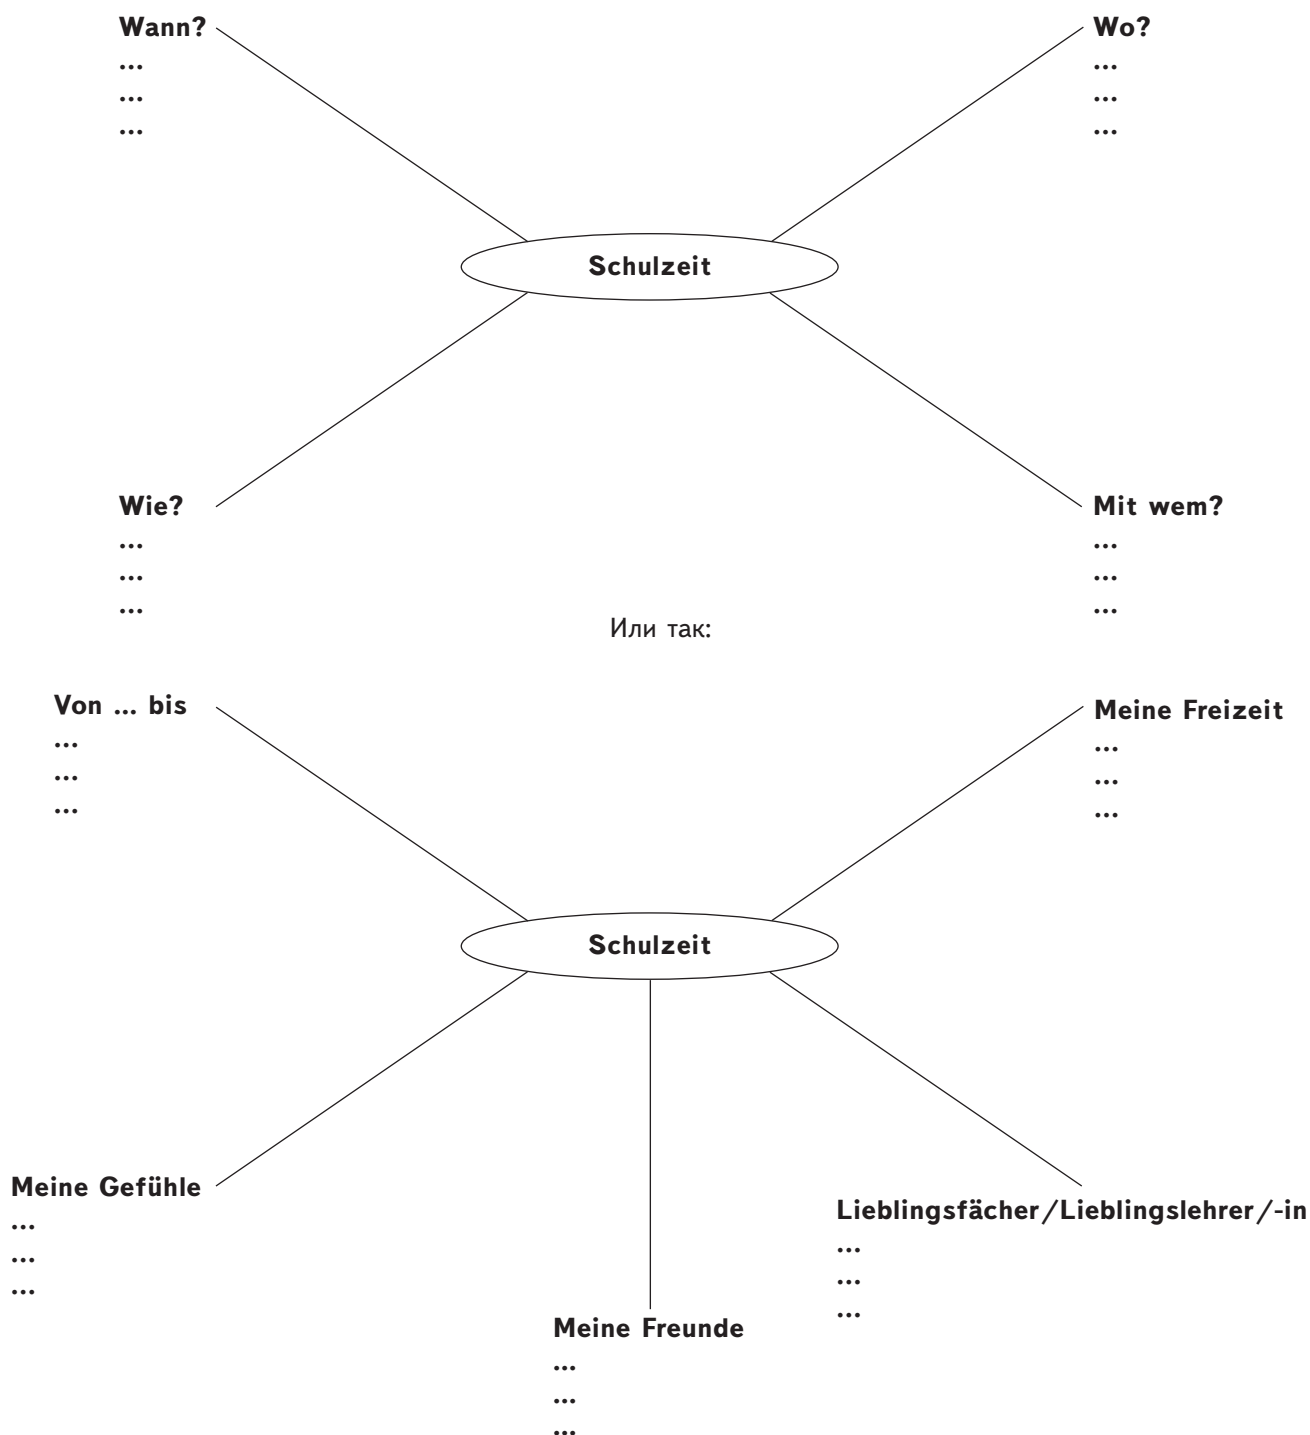 Wann?
...
...
...
Wo?
...
...
...
Schulzeit
Wie?
...
...
...
Mit wem?
...
...
...
Или так:
Von ... bis
...
...
...
Meine Freizeit
...
...
...
Schulzeit
Meine Gefühle
...
...
...
Lieblingsfächer/Lieblingslehrer/-in
...
...
...
Meine Freunde
...
...
...